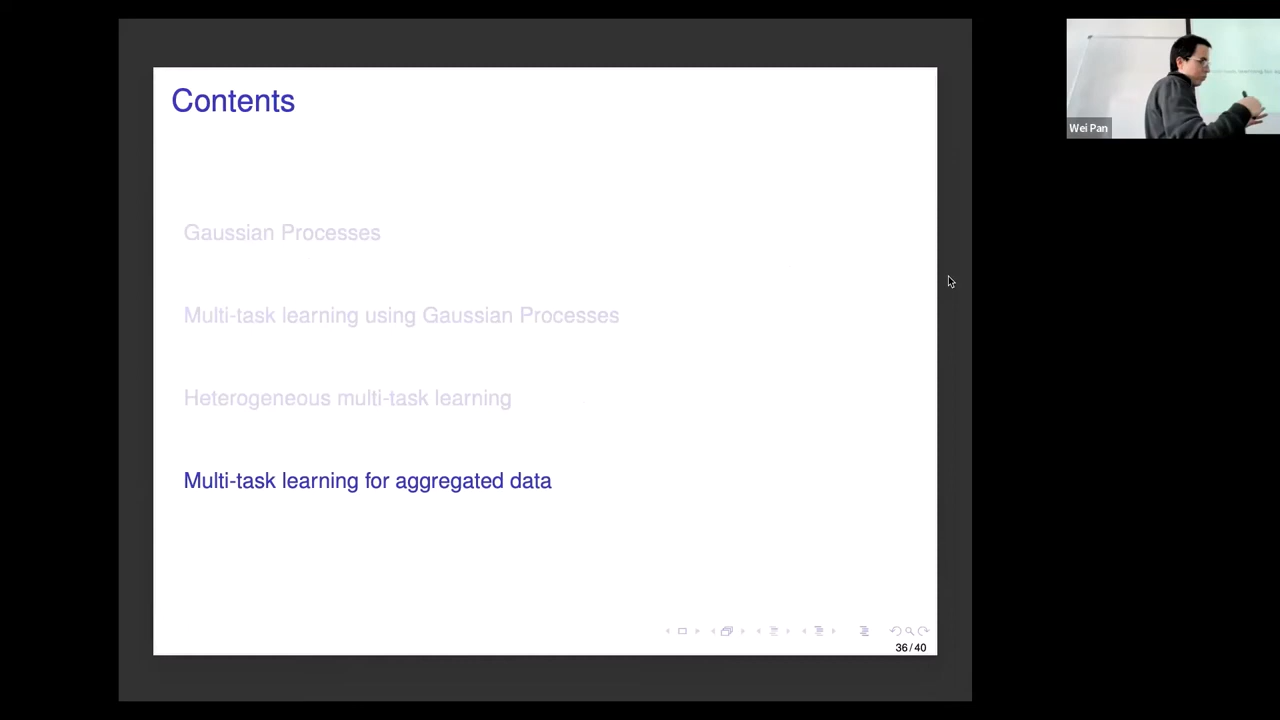 Contents
Gaussian Processes
Multi-task learning using Gaussian Processes
Heterogeneous multi-task learning
Multi-task learning for aggregated data
36 / 40
Wei Pan